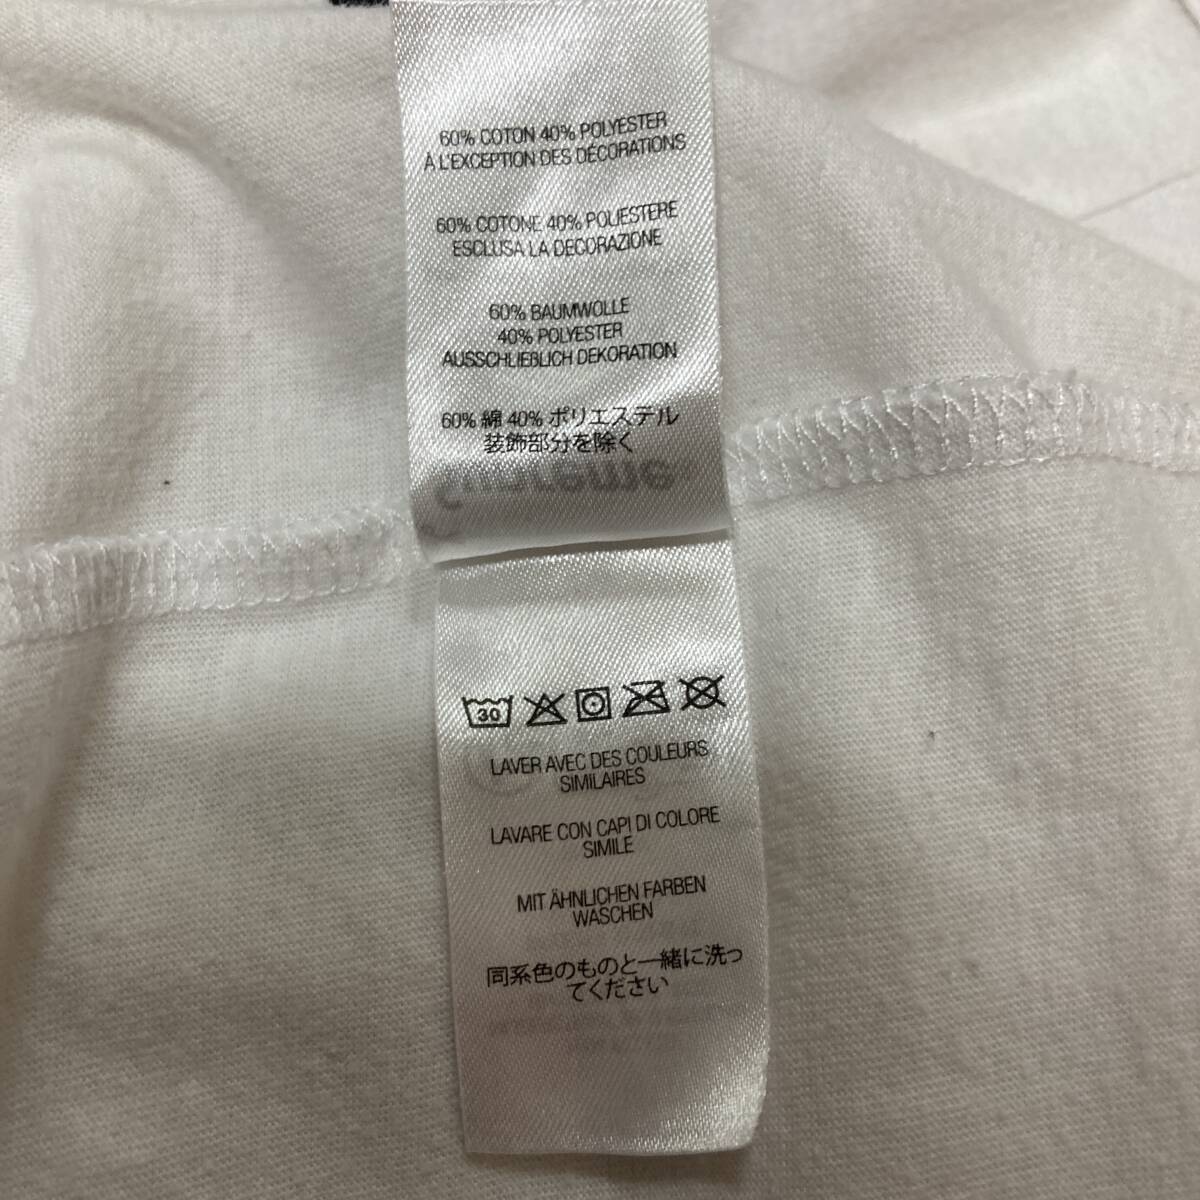 60% COTON 40% POLYESTER
À L'EXCEPTION DES DÉCORATIONS
60% COTONE 40% POLIESTERE
ESCLUSA LA DECORAZIONE
60% BAUMWOLLE
40% POLYESTER
AUSSCHLIEßLICH DEKORATION
60% 綿 40% ポリエステル
装飾部分を除く
Supreme
30
LAVER AVEC DES COULEURS
SIMILAIRES
LAVARE CON CAPI DI COLORE
SIMILE
MIT ÄHNLICHEN FARBEN
WASCHEN
同系色のものと一緒に洗っ
てください